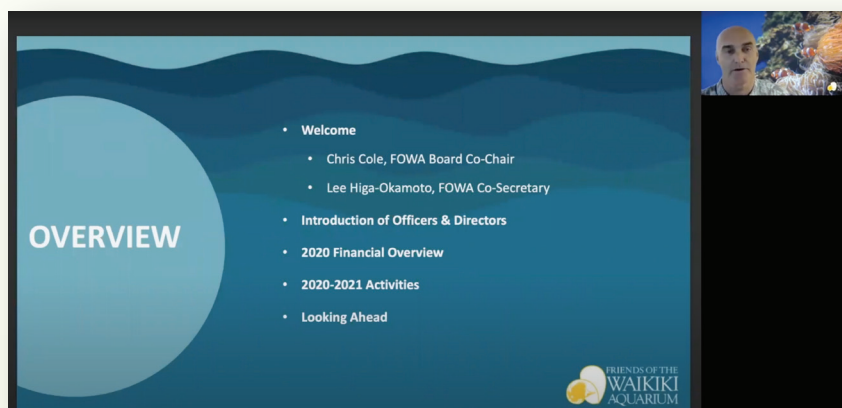 OVERVIEW
• Welcome
• Chris Cole, FOWA Board Co-Chair
• Lee Higa-Okamoto, FOWA Co-Secretary
• Introduction of Officers & Directors
• 2020 Financial Overview
• 2020-2021 Activities
• Looking Ahead
FRIENDS OF THE
WAIKIKI
AQUARIUM